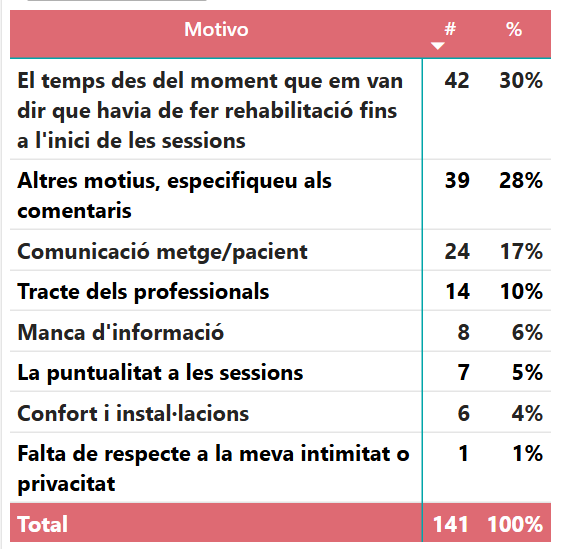 Motivo # %
El temps des del moment que em van
dir que havia de fer rehabilitació fins
a l'inici de les sessions 42 30%
Altres motius, especifiqueu als
comentaris 39 28%
Comunicació metge/pacient 24 17%
Tracte dels professionals 14 10%
Manca d'informació 8 6%
La puntualitat a les sessions 7 5%
Confort i instal·lacions 6 4%
Falta de respecte a la meva intimitat o
privacitat 1 1%
Total 141 100%